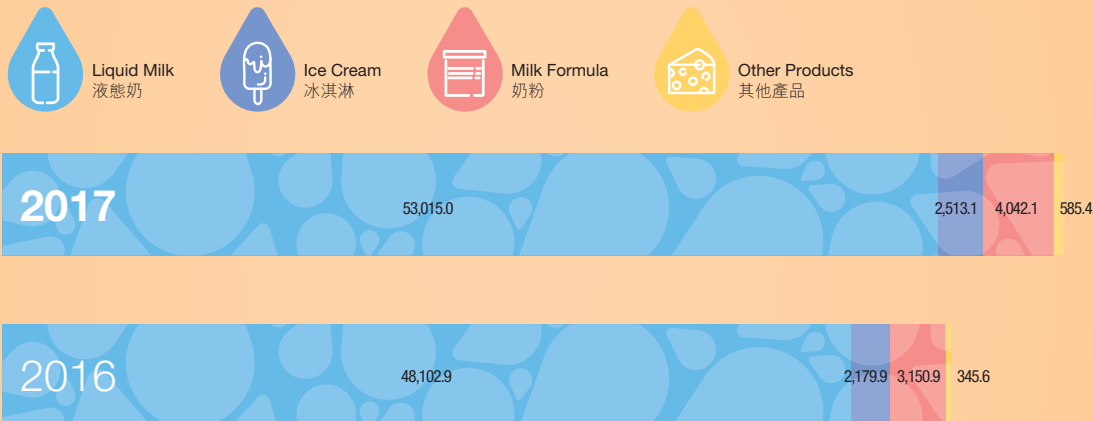 Liquid Milk
液態奶
Ice Cream
冰淇淋
Milk Formula
奶粉
Other Products
其他產品
2017 53,015.0 2,513.1 4,042.1 585.4
2016 48,102.9 2,179.9 3,150.9 345.6